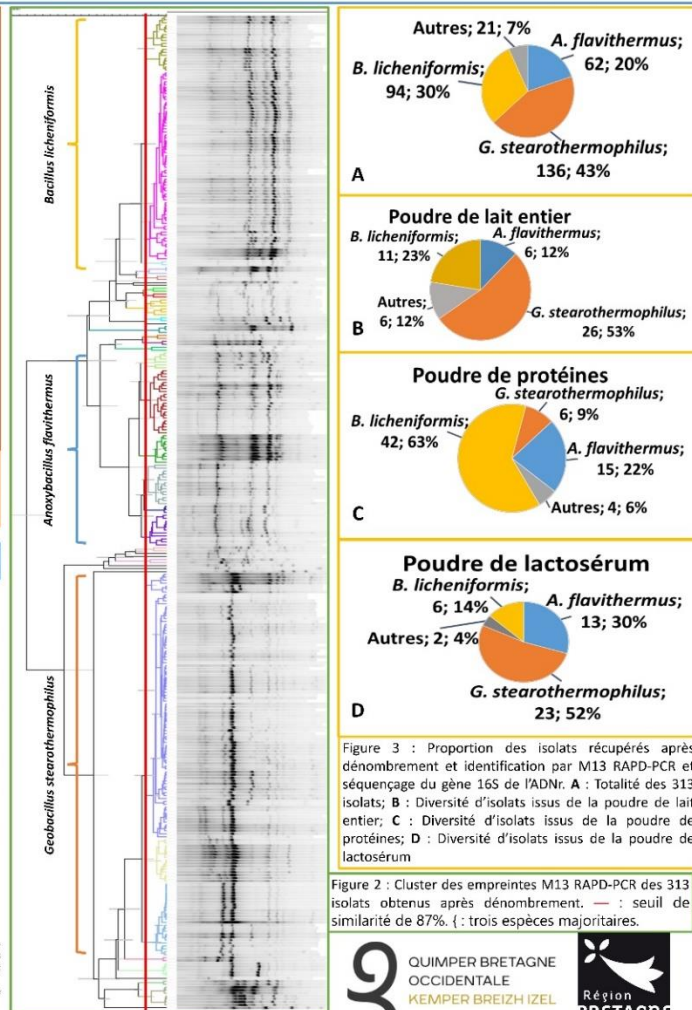 Bacillus licheniformis
Anoxybacillus flavithermus
Geobacillus stearothermophilus
Autres; 21; 7%
A. flavithermus;
62; 20%
B. licheniformis;
94; 30%
G. stearothermophilus;
136; 43%
A
Poudre de lait entier
B. licheniformis;
11; 23%
A. flavithermus;
6; 12%
Autres;
6; 12%
G. stearothermophilus;
26; 53%
B
Poudre de protéines
G. stearothermophilus;
6; 9%
B. licheniformis;
42; 63%
A. flavithermus;
15; 22%
Autres; 4; 6%
C
Poudre de lactosérum
B. licheniformis;
6; 14%
A. flavithermus;
13; 30%
Autres; 2; 4%
G. stearothermophilus;
23; 52%
D
Figure 3 : Proportion des isolats récupérés après
dénombrement et identification par M13 RAPD-PCR et
séquençage du gène 16S de l'ADNr. A : Totalité des 313
isolats; B : Diversité d'isolats issus de la poudre de lait
entier; C : Diversité d'isolats issus de la poudre de
protéines; D : Diversité d'isolats issus de la poudre de
lactosérum
Figure 2 : Cluster des empreintes M13 RAPD-PCR des 313
isolats obtenus après dénombrement. — : seuil de
similarité de 87%. { : trois espèces majoritaires.
QUIMPER BRETAGNE
OCCIDENTALE
KEMPER BREIZH IZEL
Région
BRETAGNE